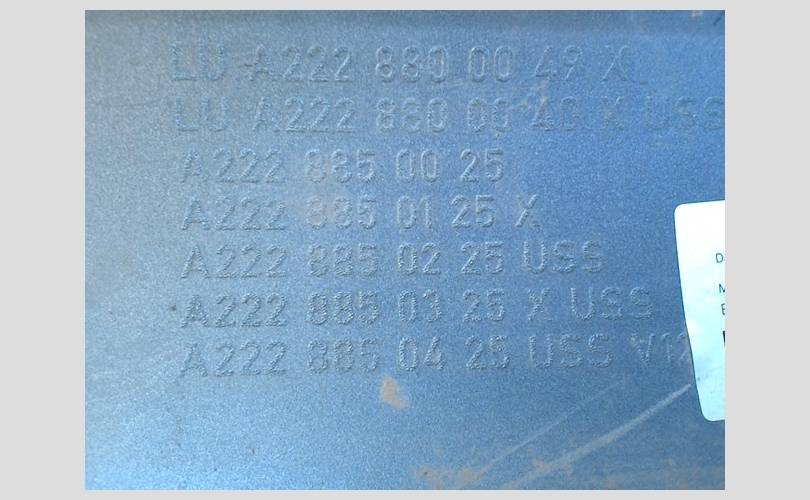 LU A222 880 00 49 X
LU A222 880 00 40 X USS
A222 885 00 25
A222 885 01 25 X
A222 885 02 25 USS
A222 885 03 25 X USS
A222 885 04 25 USS V12